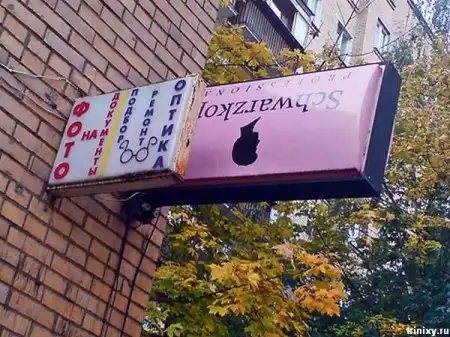 ФОТО
НА
ДОКУМЕНТЫ
ПОДБОР
РЕМОНТ
ОПТИКА
Schwarzkopf
PROFESSIONAL
trinixy.ru